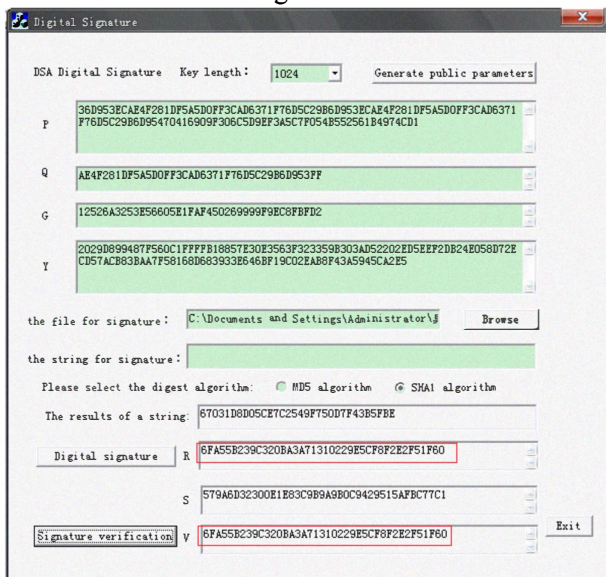 Digital Signature
DSA Digital Signature Key length: 1024 Generate public parameters
P
36D953ECAE4F281DF5A5D0FF3CAD6371F76D5C29B6D953ECAE4F281DF5A5D0FF3CAD6371
F76D5C29B6D95470416909F306C5D9EF3A5C7F054B552561B4974CD1
Q AE4F281DF5A5D0FF3CAD6371F76D5C29B6D953FF
G 12526A3253E56605E1FAF450269999F9EC8FBFD2
Y
2029D899487F560C1FFFFB18857E30E3563F323359B303AD52202ED5EEF2DB24E058D72E
CD57ACB83BAA7F58168D683933E646BF19C02EAB8F43A5945CA2E5
the file for signature: C:\Documents and Settings\Administrator\ Browse
the string for signature:
Please select the digest algorithm: MD5 algorithm SHA1 algorithm
The results of a string: 67031D8D05CE7C2549F750D7F43B5FBE
Digital signature R 6FA55B239C320BA3A71310229E5CF8F2E2F51F60
S 579A6D32300E1E83C9B9A9B0C9429515AFBC77C1
Signature verification V 6FA55B239C320BA3A71310229E5CF8F2E2F51F60
Exit